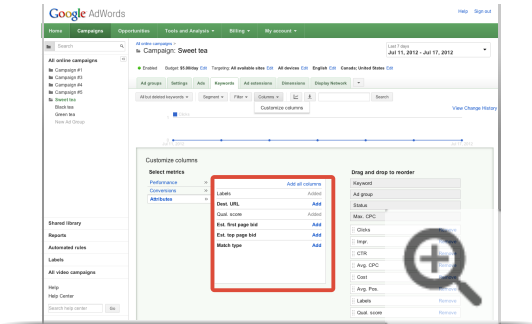 Google AdWords
Help Sign out
Home Campaigns Opportunities Tools and Analysis Billing My account
Search
All online campaigns >
Campaign: Sweet tea
Last 7 days
Jul 11, 2012 - Jul 17, 2012
All online campaigns
Campaign #1
Campaign #3
Campaign #4
Campaign #5
Sweet tea
Black tea
Green tea
New Ad Group
Enabled Budget: $5.00/day Edit Targeting: All available sites Edit All devices Edit English Edit Canada; United States Edit
Ad groups Settings Ads Keywords Ad extensions Dimensions Display Network
All but deleted keywords Segment Filter Columns Search
Customize columns
View Change History
Customize columns
Select metrics
Performance »
Conversions »
Attributes »
Add all columns
Labels Added
Dest. URL Add
Qual. score Added
Est. first page bid Add
Est. top page bid Add
Match type Add
Drag and drop to reorder
Keyword
Ad group
Status
Max. CPC
Clicks Remove
Impr.
CTR
Avg. CPC
Cost
Avg. Pos.
Labels Remove
Qual. score Remove
Shared library
Reports
Automated rules
Labels
All video campaigns
Help
Help Center
Search help center Go